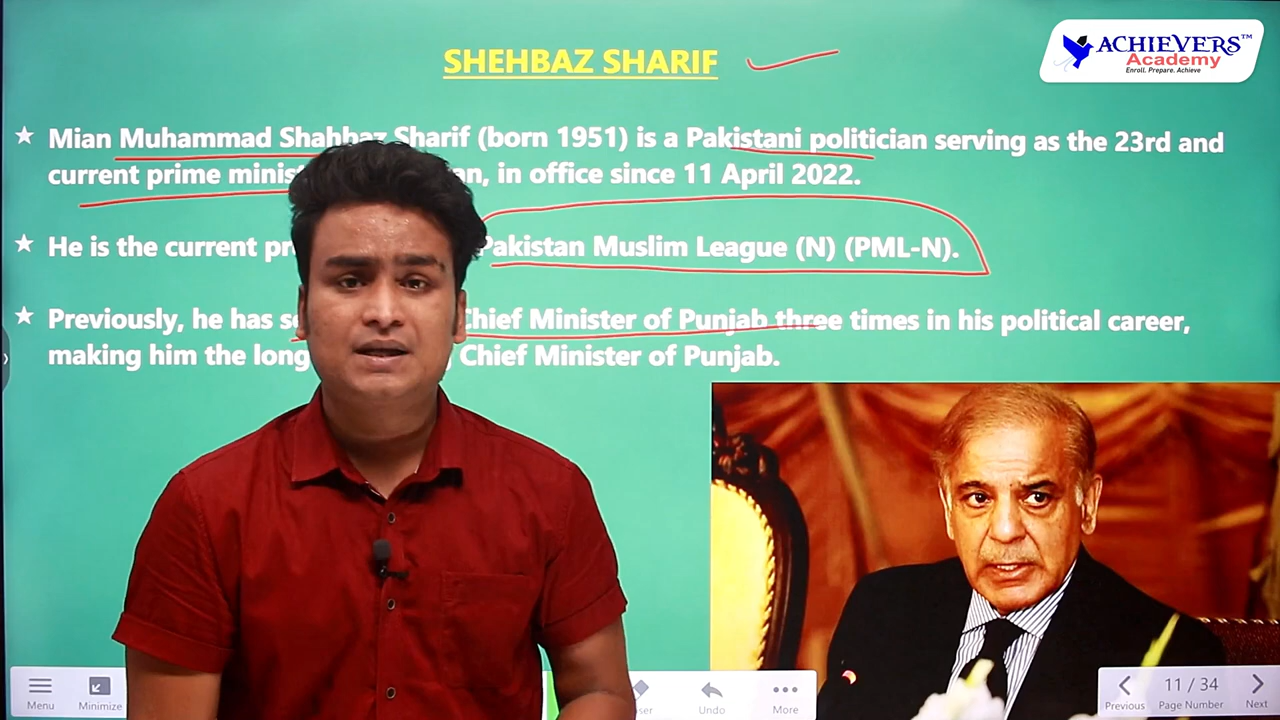 SHEHBAZ SHARIF
ACHIEVERS™
Academy
Enroll. Prepare. Achieve
★ Mian Muhammad Shahbaz Sharif (born 1951) is a Pakistani politician serving as the 23rd and
current prime minist an, in office since 11 April 2022.
★ He is the current pr Pakistan Muslim League (N) (PML-N).
★ Previously, he has s Chief Minister of Punjab three times in his political career,
making him the long Chief Minister of Punjab.
Menu
Minimize
ser
Undo
More
Previous
11 / 34
Page Number
Next